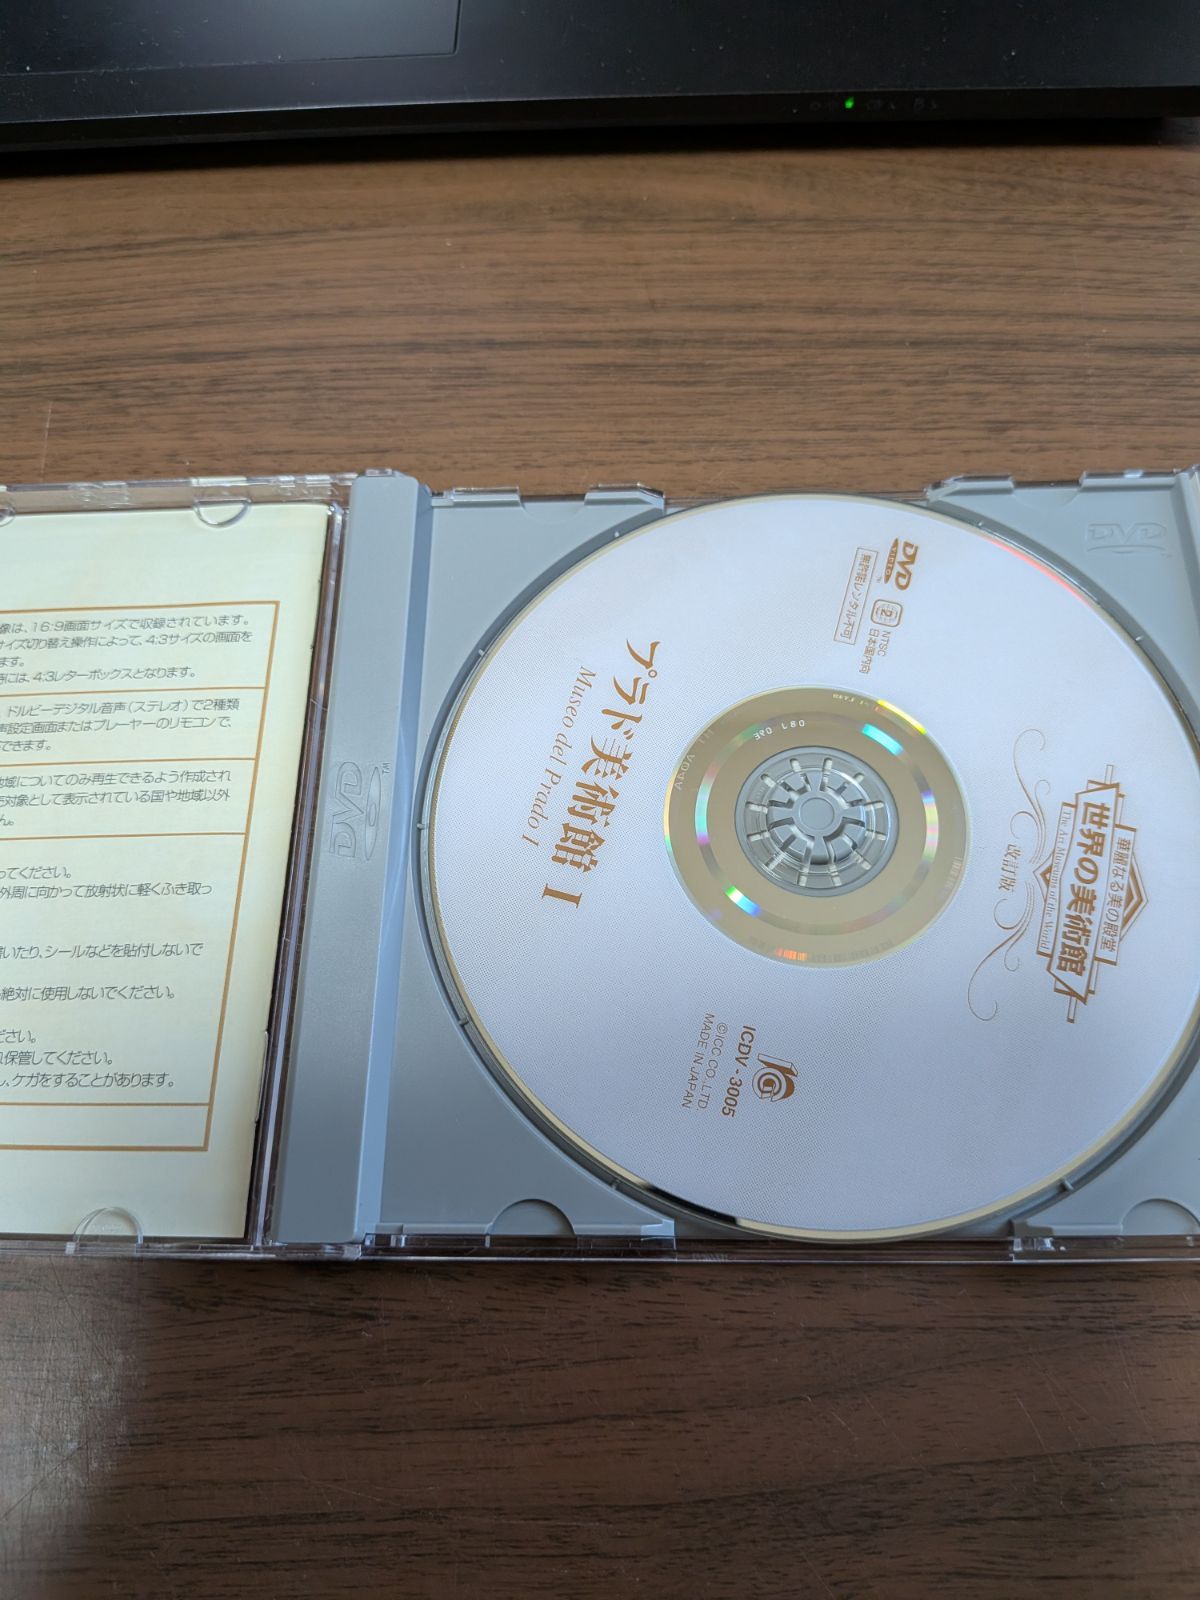 像は、16:9画面サイズで収録されています。
サイズ切り替え操作によって、4:3サイズの画面を
ます。
時には、4:3レターボックスとなります。
、ドルビーデジタル音声(ステレオ)で2種類
声設定画面またはプレーヤーのリモコンで、
できます。
地域についてのみ再生できるよう作成され
対象として表示されている国や地域以外
ん。
ってください。
外周に向かって放射状に軽くふき取っ
いたり、シールなどを貼付しないで
絶対に使用しないでください。
ださい。
保管してください。
し、ケガをすることがあります。
DVD
TM
DVD
華麗なる美の殿堂
世界の美術館
The Art Museums of the World
改訂版
DVD
VIDEO
TM
2
NTSC
日本国内向
無許諾レンタル不可
ICDV-3005
©ICC CO.,LTD.
MADE IN JAPAN
プラド美術館 I
Museo del Prado I